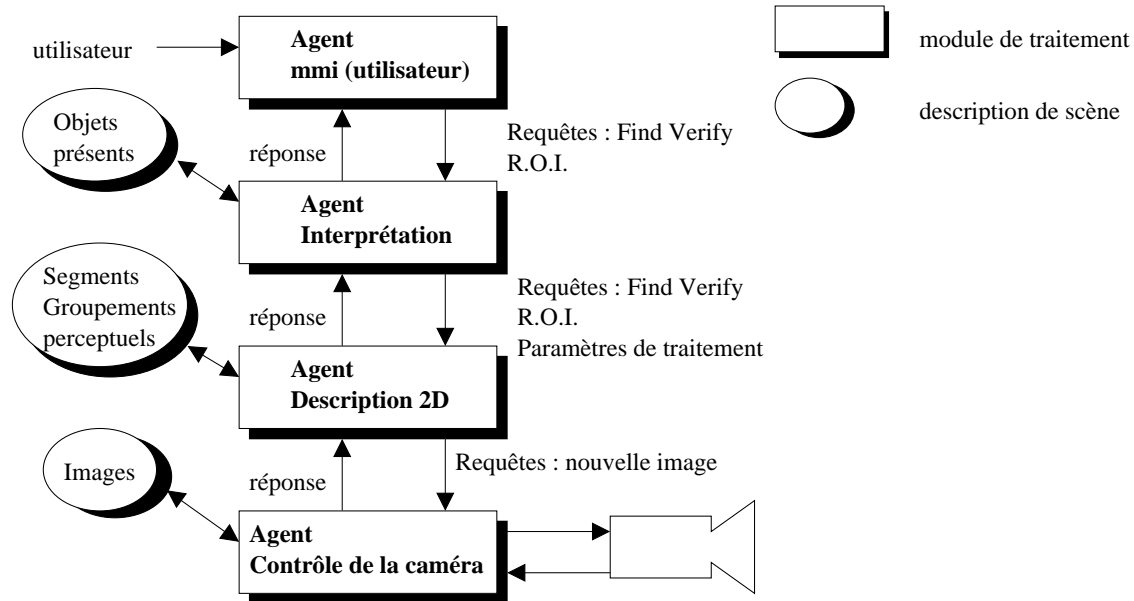 utilisateur
Agent
mmi (utilisateur)
module de traitement
description de scène
Objets
présents
réponse
Requêtes : Find Verify
R.O.I.
Agent
Interprétation
Segments
Groupements
perceptuels
réponse
Requêtes : Find Verify
R.O.I.
Paramètres de traitement
Agent
Description 2D
Images
réponse
Requêtes : nouvelle image
Agent
Contrôle de la caméra